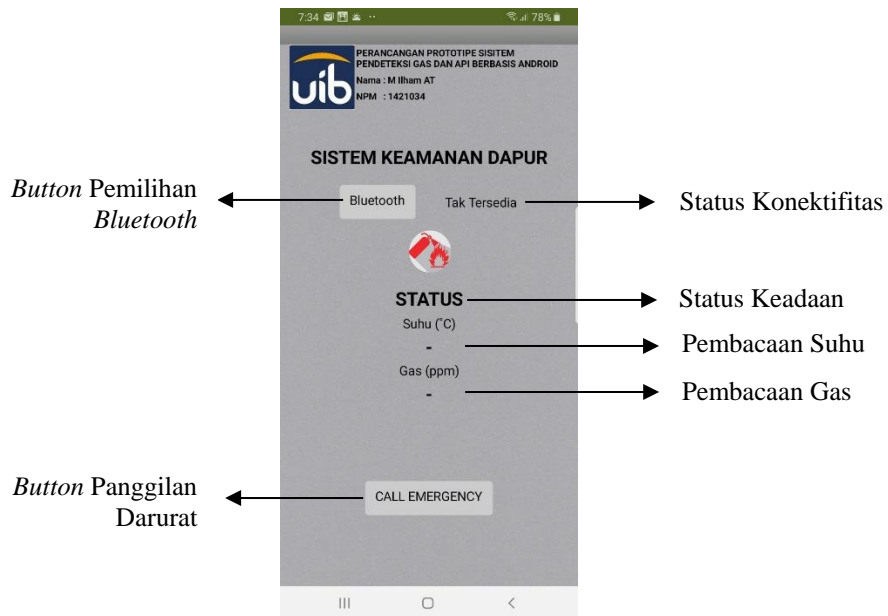 7:34
78%
uib
PERANCANGAN PROTOTIPE SISITEM
PENDETEKSI GAS DAN API BERBASIS ANDROID
Nama : M Ilham AT
NPM : 1421034
SISTEM KEAMANAN DAPUR
Button Pemilihan
Bluetooth
Bluetooth
Tak Tersedia
Status Konektifitas
STATUS
Status Keadaan
Suhu (°C)
-
Pembacaan Suhu
Gas (ppm)
-
Pembacaan Gas
Button Panggilan
Darurat
CALL EMERGENCY